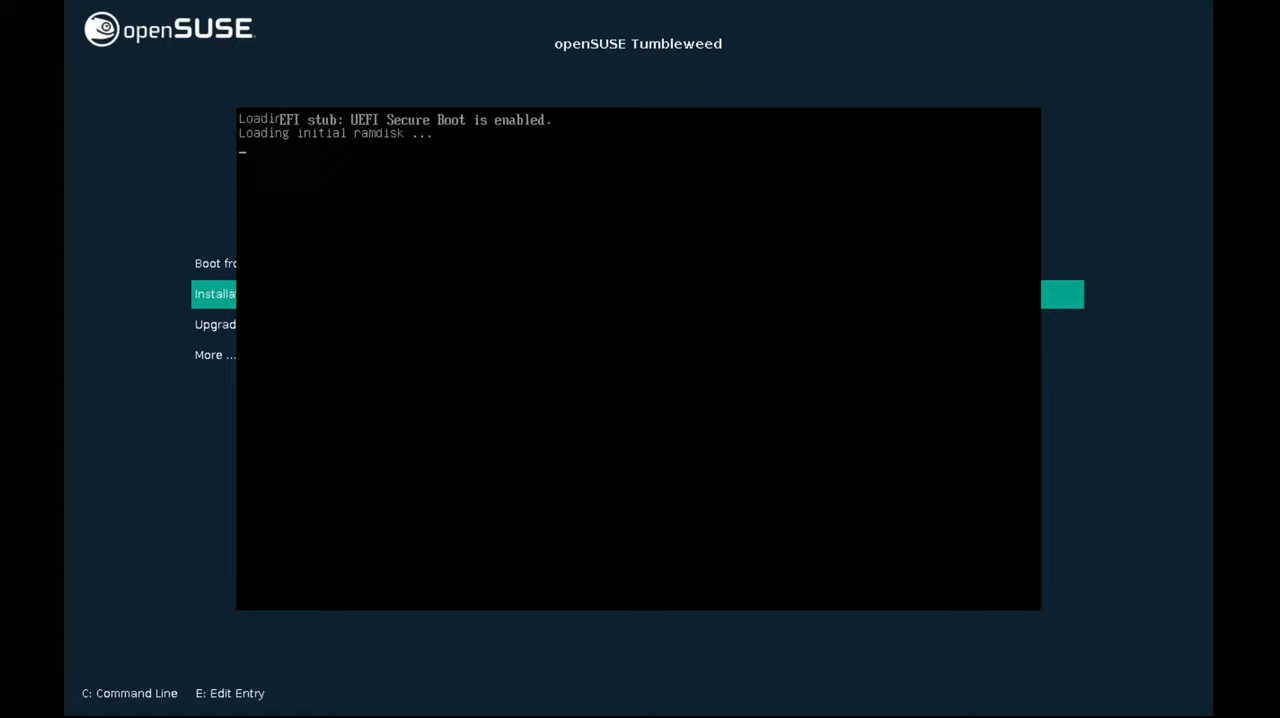 openSUSE
openSUSE Tumbleweed
LoadinEFI stub: UEFI Secure Boot is enabled.
Loading initial ramdisk ...
Boot fro
Installa
Upgrad
More ...
C: Command Line E: Edit Entry